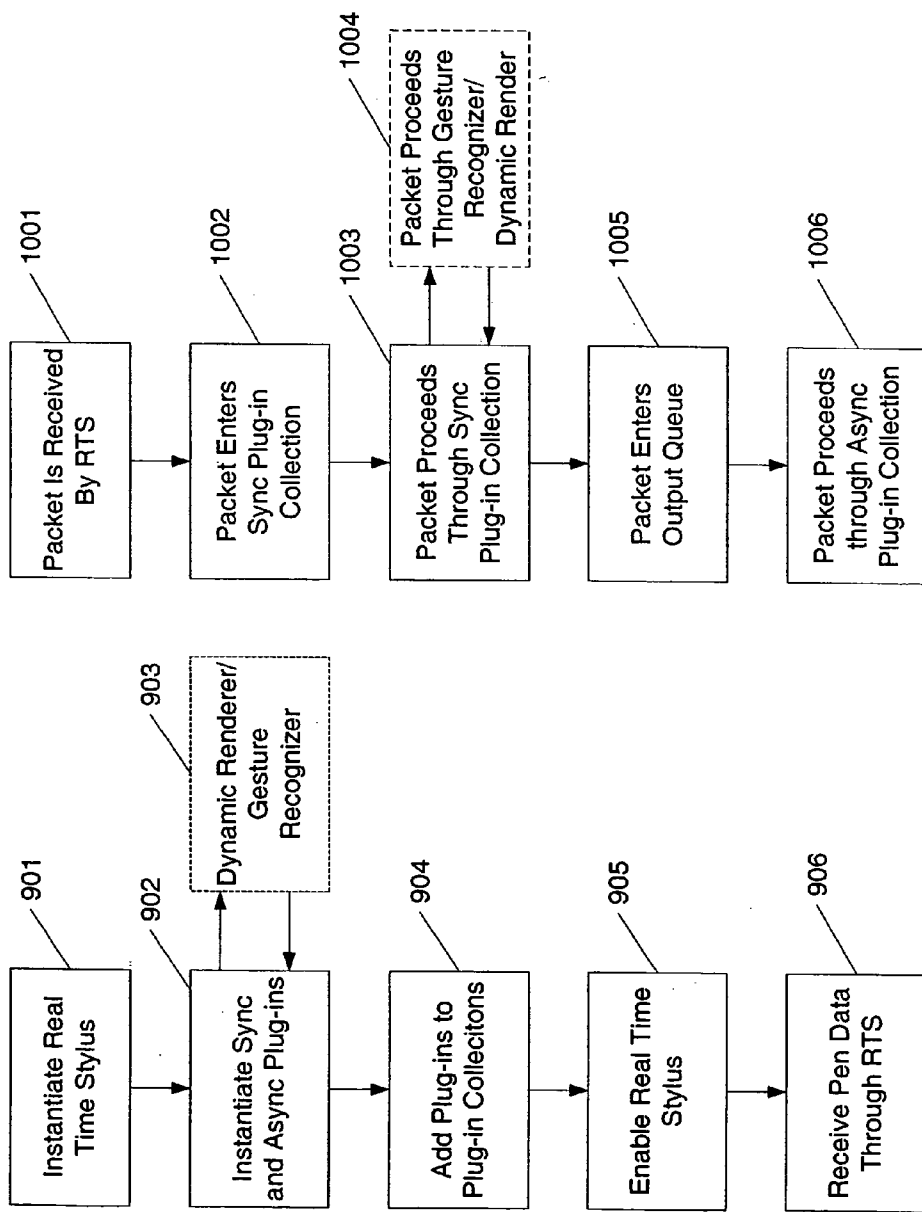 901
Instantiate Real
Time Stylus
902
Instantiate Sync
and Async Plug-ins
903
Dynamic Renderer/
Gesture
Recognizer
904
Add Plug-ins to
Plug-in Collecitons
905
Enable Real Time
Stylus
906
Receive Pen Data
Through RTS
1001
Packet Is Received
By RTS
1002
Packet Enters
Sync Plug-in
Collection
1003
Packet Proceeds
Through Sync
Plug-in Collection
1004
Packet Proceeds
Through Gesture
Recognizer/
Dynamic Render
1005
Packet Enters
Output Queue
1006
Packet Proceeds
through Async
Plug-in Collection